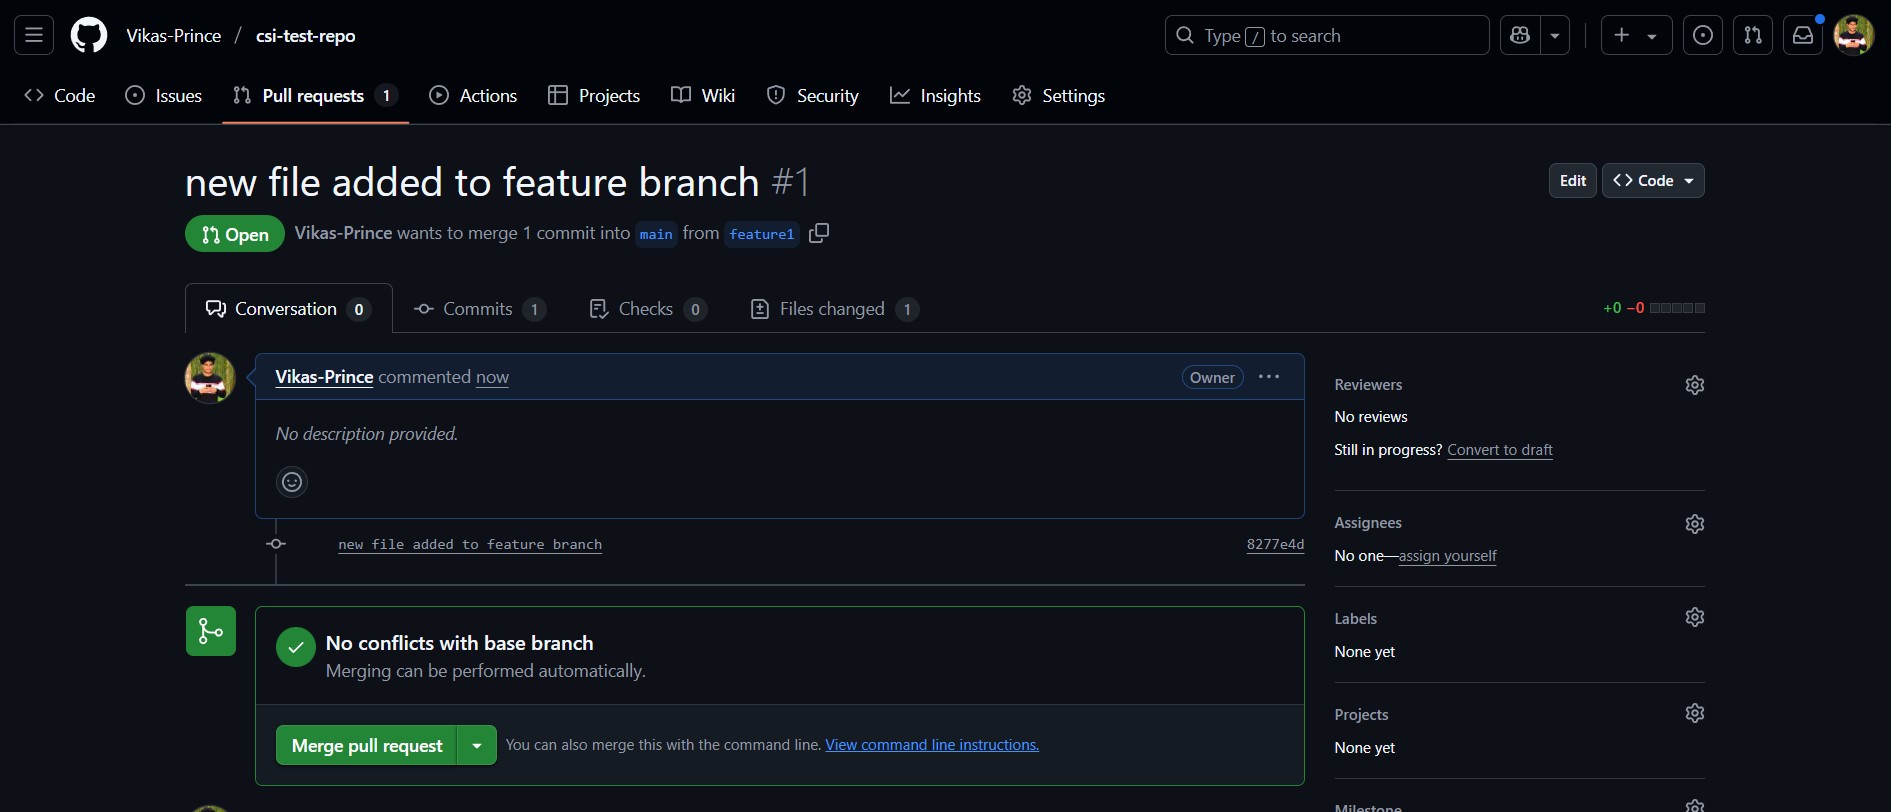 Vikas-Prince / csi-test-repo
Type / to search
Code Issues Pull requests 1 Actions Projects Wiki Security Insights Settings
new file added to feature branch #1
Edit
Code
Open Vikas-Prince wants to merge 1 commit into main from feature1
Conversation 0 Commits 1 Checks 0 Files changed 1
+0 −0
Vikas-Prince commented now
Owner
No description provided.
new file added to feature branch 8277e4d
No conflicts with base branch
Merging can be performed automatically.
Merge pull request You can also merge this with the command line. View command line instructions.
Reviewers
No reviews
Still in progress? Convert to draft
Assignees
No one—assign yourself
Labels
None yet
Projects
None yet
Milestone